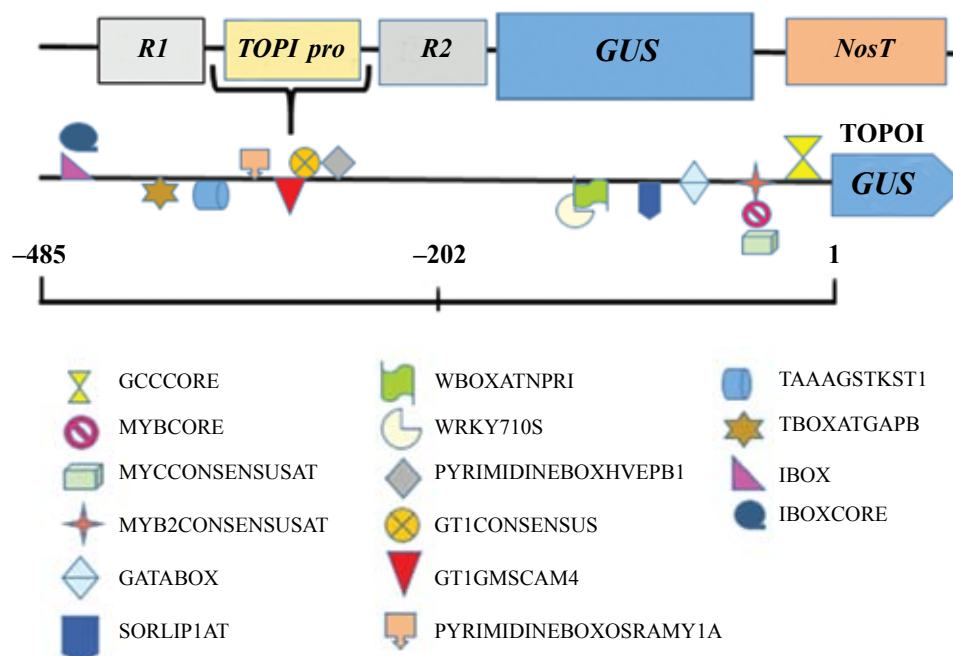 R1 TOPI pro R2 GUS NosT
TOPOI
GUS
–485 –202 1
GCCCORE WBOXATNPRI TAAAGSTKST1
MYBCORE WRKY710S TBOXATGAPB
MYCCONSENSUSAT PYRIMIDINEBOXHVEPB1 IBOX
MYB2CONSENSUSAT GT1CONSENSUS IBOXCORE
GATABOX GT1GMSCAM4
SORLIP1AT PYRIMIDINEBOXOSRAMY1A